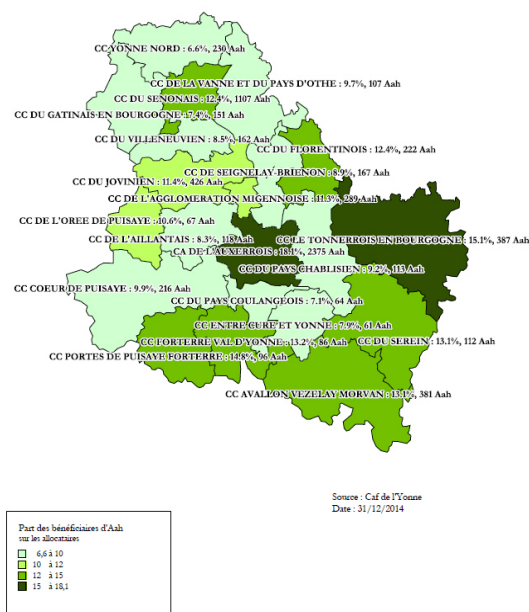 CC YONNE NORD : 6.6%, 230 Aah
CC DE LA VANNE ET DU PAYS D'OTHE : 9.7%, 107 Aah
CC DU SENONAIS : 12.4%, 1107 Aah
CC DU GATINAIS EN BOURGOGNE : 7.4%, 151 Aah
CC DU VILLENEUVIEN : 8.5%, 162 Aah
CC DU FLORENTINOIS : 12.4%, 222 Aah
CC DE SEIGNELAY-BRIENON : 8.9%, 167 Aah
CC DU JOVINIEN : 11.4%, 426 Aah
CC DE L'AGGLOMERATION MIGENNOISE : 11.3%, 289 Aah
CC DE L'OREE DE PUISAYE : 10.6%, 67 Aah
CC DE L'AILLANTAIS : 8.3%, 118 Aah
CC LE TONNERROIS EN BOURGOGNE : 15.1%, 387 Aah
CA DE L'AUXERROIS : 18.1%, 2375 Aah
CC DU PAYS CHABLISIEN : 9.2%, 113 Aah
CC COEUR DE PUISAYE : 9.9%, 216 Aah
CC DU PAYS COULANGEOIS : 7.1%, 64 Aah
CC ENTRE CURE ET YONNE : 7.9%, 61 Aah
CC FORTERRE VAL D'YONNE : 13.2%, 86 Aah
CC DU SEREIN : 13.1%, 112 Aah
CC PORTES DE PUISAYE FORTERRE : 14.8%, 96 Aah
CC AVALLON VEZELAY MORVAN : 13.1%, 381 Aah
Source : Caf de l'Yonne
Date : 31/12/2014
Part des bénéficiaires d'Aah
sur les allocataires
6,6 à 10
10 à 12
12 à 15
15 à 18,1